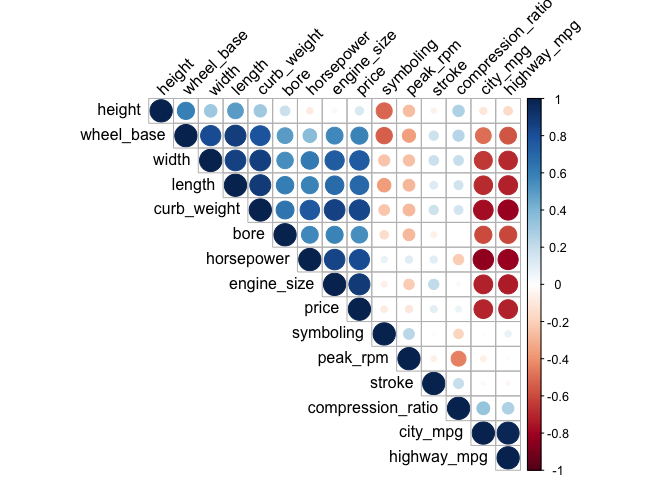 height
wheel_base
width
length
curb_weight
bore
horsepower
engine_size
price
symboling
peak_rpm
stroke
compression_ratio
city_mpg
highway_mpg
height
wheel_base
width
length
curb_weight
bore
horsepower
engine_size
price
symboling
peak_rpm
stroke
compression_ratio
city_mpg
highway_mpg
1
0.8
0.6
0.4
0.2
0
-0.2
-0.4
-0.6
-0.8
-1